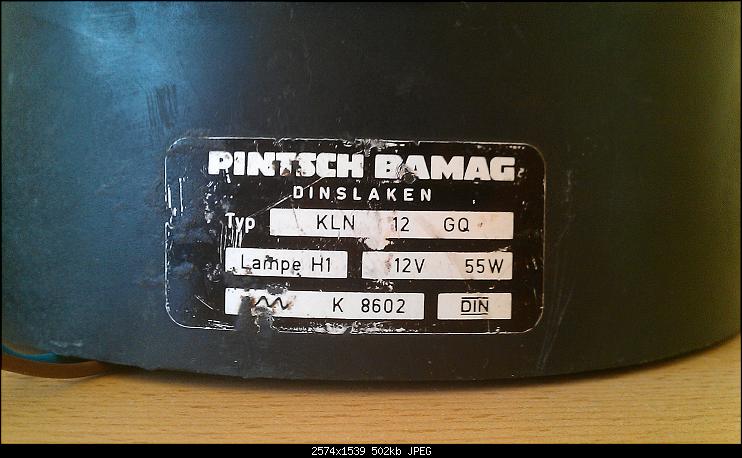 PINTSCH BAMAG
DINSLAKEN
Typ KLN 12 GQ
Lampe H1 12V 55W
K 8602 DIN
2574x1539 502kb JPEG